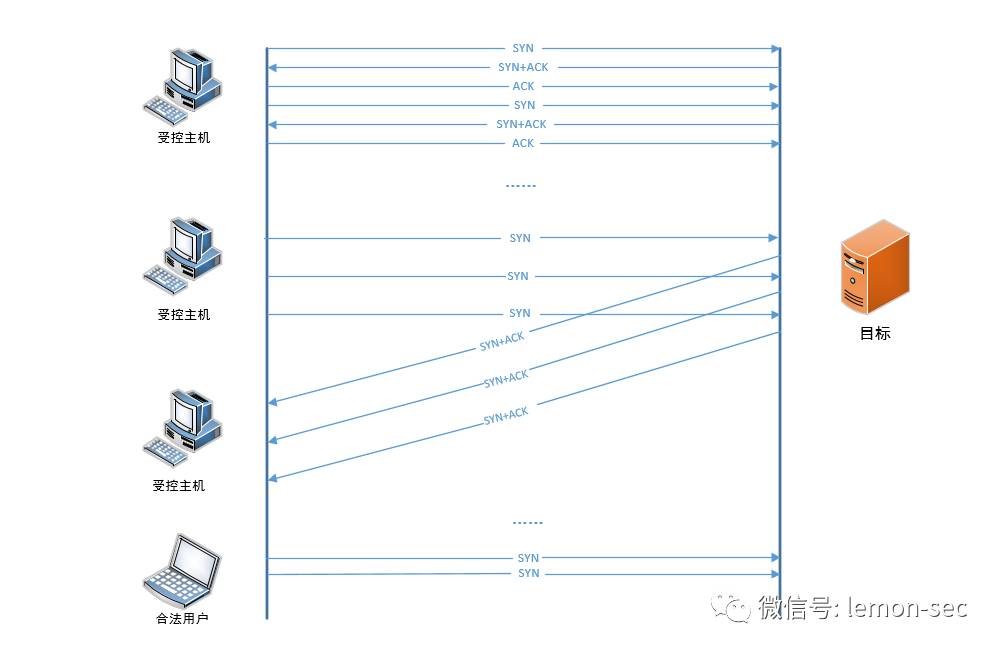 SYN
SYN+ACK
ACK
SYN
SYN+ACK
ACK
受控主机
......
SYN
SYN
SYN
SYN+ACK
SYN+ACK
SYN+ACK
受控主机
目标
受控主机
......
SYN
SYN
合法用户
微信号: lemon-sec